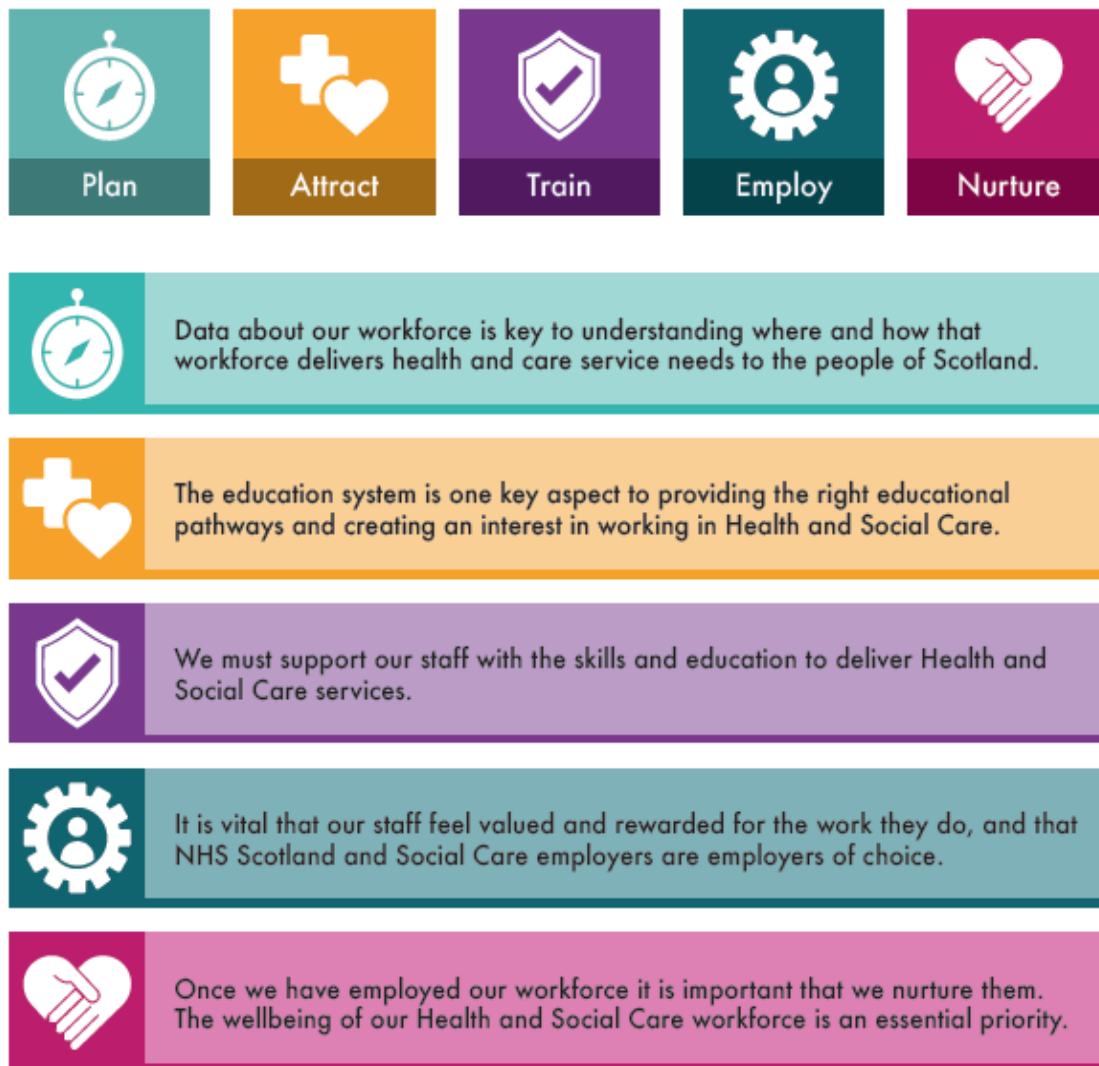 Plan
Attract
Train
Employ
Nurture
Data about our workforce is key to understanding where and how that
workforce delivers health and care service needs to the people of Scotland.
The education system is one key aspect to providing the right educational
pathways and creating an interest in working in Health and Social Care.
We must support our staff with the skills and education to deliver Health and
Social Care services.
It is vital that our staff feel valued and rewarded for the work they do, and that
NHS Scotland and Social Care employers are employers of choice.
Once we have employed our workforce it is important that we nurture them.
The wellbeing of our Health and Social Care workforce is an essential priority.